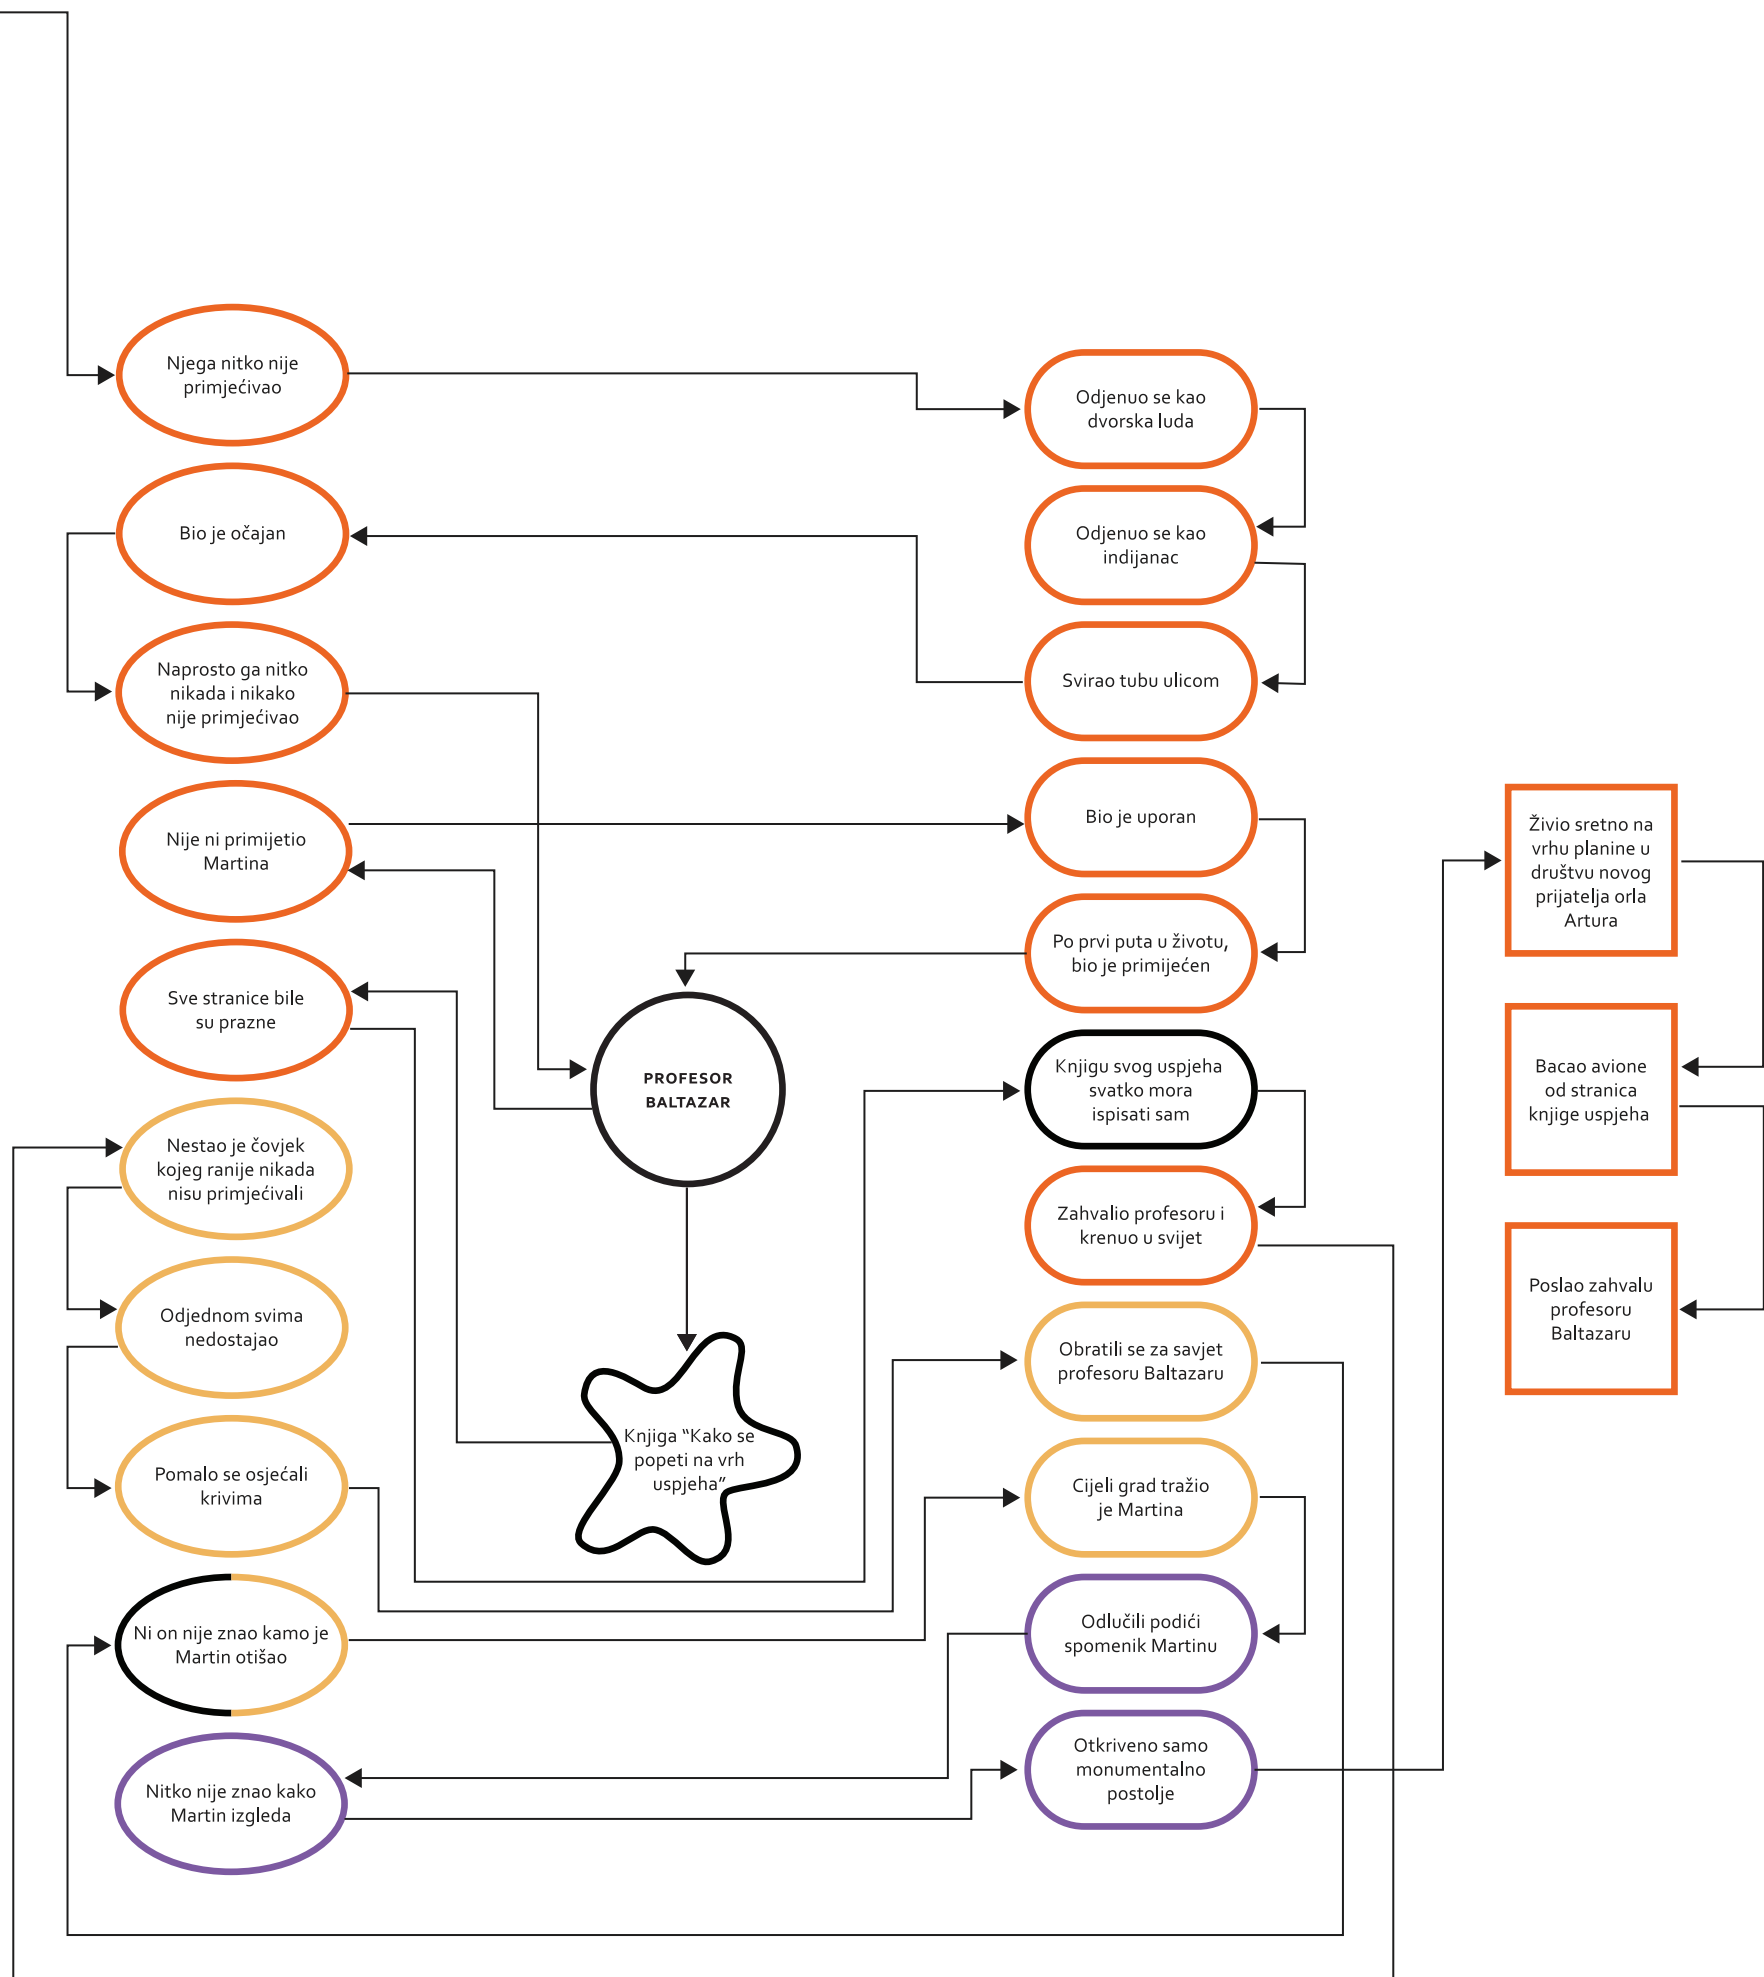 Njega nitko nije
primjećivao
Bio je očajan
Naprosto ga nitko
nikada i nikako
nije primjećivao
Nije ni primijetio
Martina
Sve stranice bile
su prazne
Nestao je čovjek
kojeg ranije nikada
nisu primjećivali
Odjednom svima
nedostajao
Pomalo se osjećali
krivima
Ni on nije znao kamo je
Martin otišao
Nitko nije znao kako
Martin izgleda
PROFESOR
BALTAZAR
Knjiga “Kako se
popeti na vrh
uspjeha”
Odjenuo se kao
dvorska luda
Odjenuo se kao
indijanac
Svirao tubu ulicom
Bio je uporan
Po prvi puta u životu,
bio je primijećen
Knjigu svog uspjeha
svatko mora
ispisati sam
Zahvalio profesoru i
krenuo u svijet
Obratili se za savjet
profesoru Baltazaru
Cijeli grad tražio
je Martina
Odlučili podići
spomenik Martinu
Otkriveno samo
monumentalno
postolje
Živio sretno na
vrhu planine u
društvu novog
prijatelja orla
Artura
Bacao avione
od stranica
knjige uspjeha
Poslao zahvalu
profesoru
Baltazaru